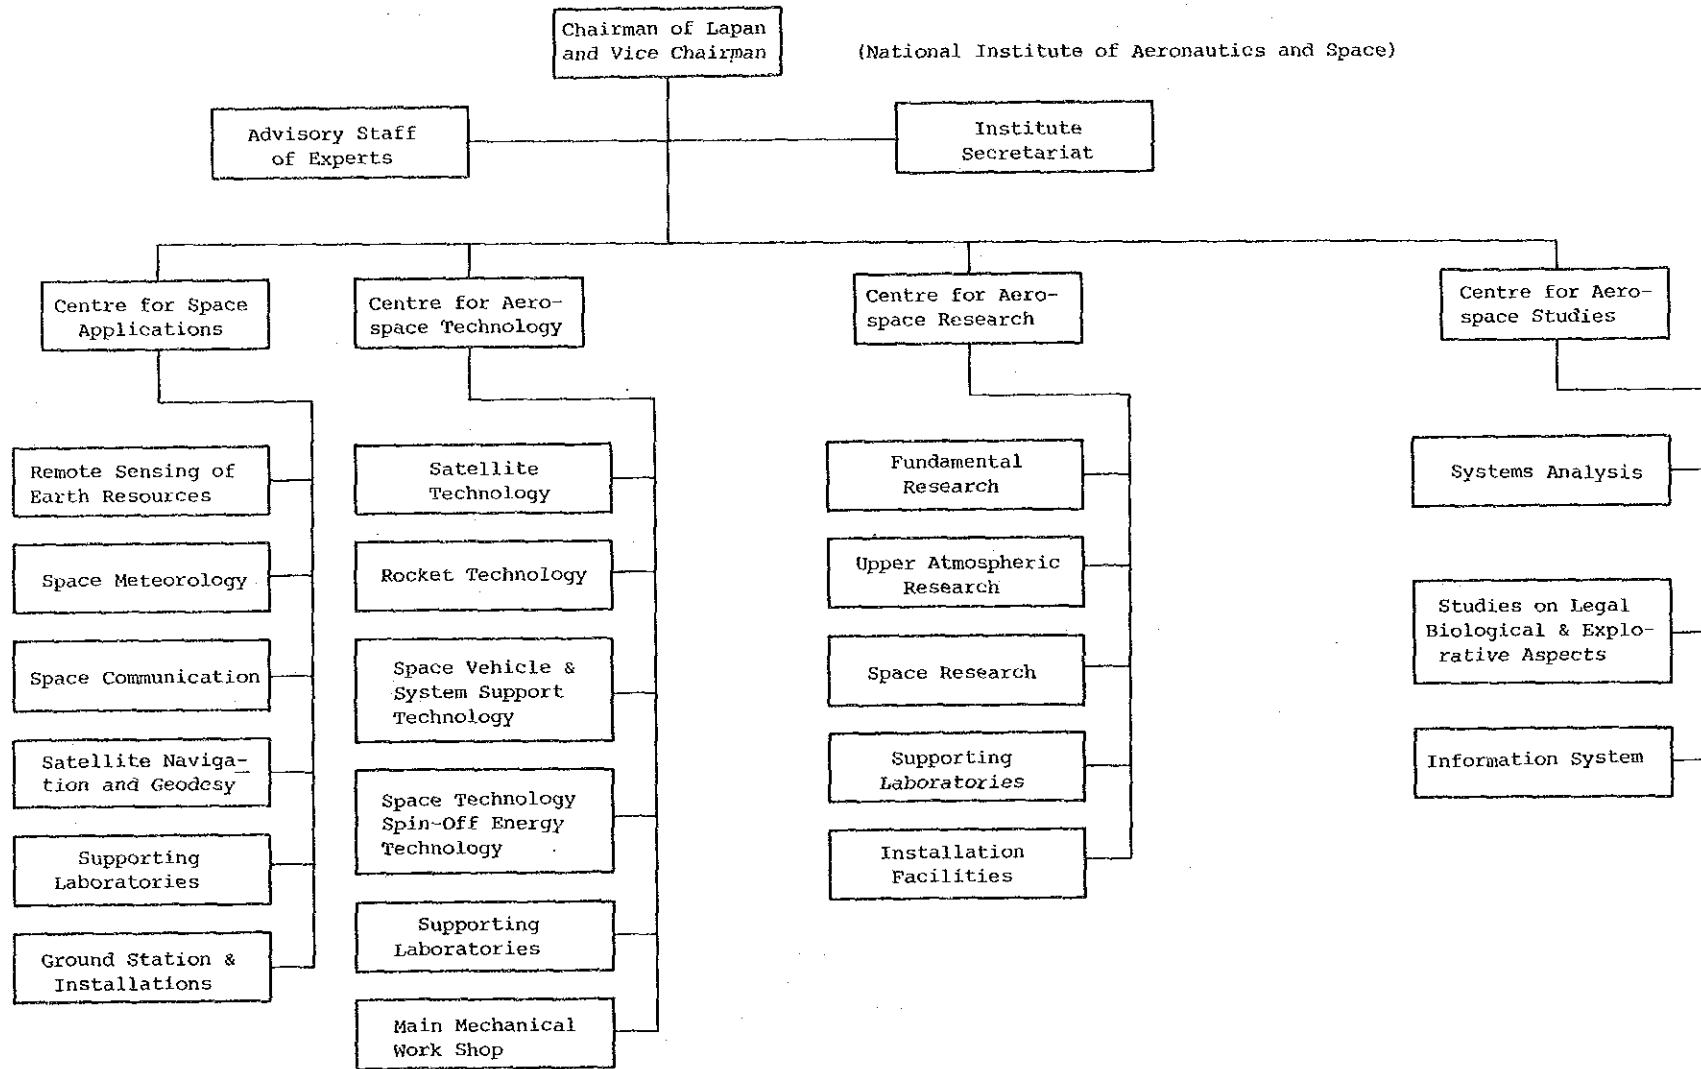 Chairman of Lapan
and Vice Chairman
(National Institute of Aeronautics and Space)
Advisory Staff
of Experts
Institute
Secretariat
Centre for Space
Applications
Centre for Aero-
space Technology
Centre for Aero-
space Research
Centre for Aero-
space Studies
Remote Sensing of
Earth Resources
Space Meteorology
Space Communication
Satellite Naviga-
tion and Geodesy
Supporting
Laboratories
Ground Station &
Installations
Satellite
Technology
Rocket Technology
Space Vehicle &
System Support
Technology
Space Technology
Spin-Off Energy
Technology
Supporting
Laboratories
Main Mechanical
Work Shop
Fundamental
Research
Upper Atmospheric
Research
Space Research
Supporting
Laboratories
Installation
Facilities
Systems Analysis
Studies on Legal
Biological & Explo-
rative Aspects
Information System